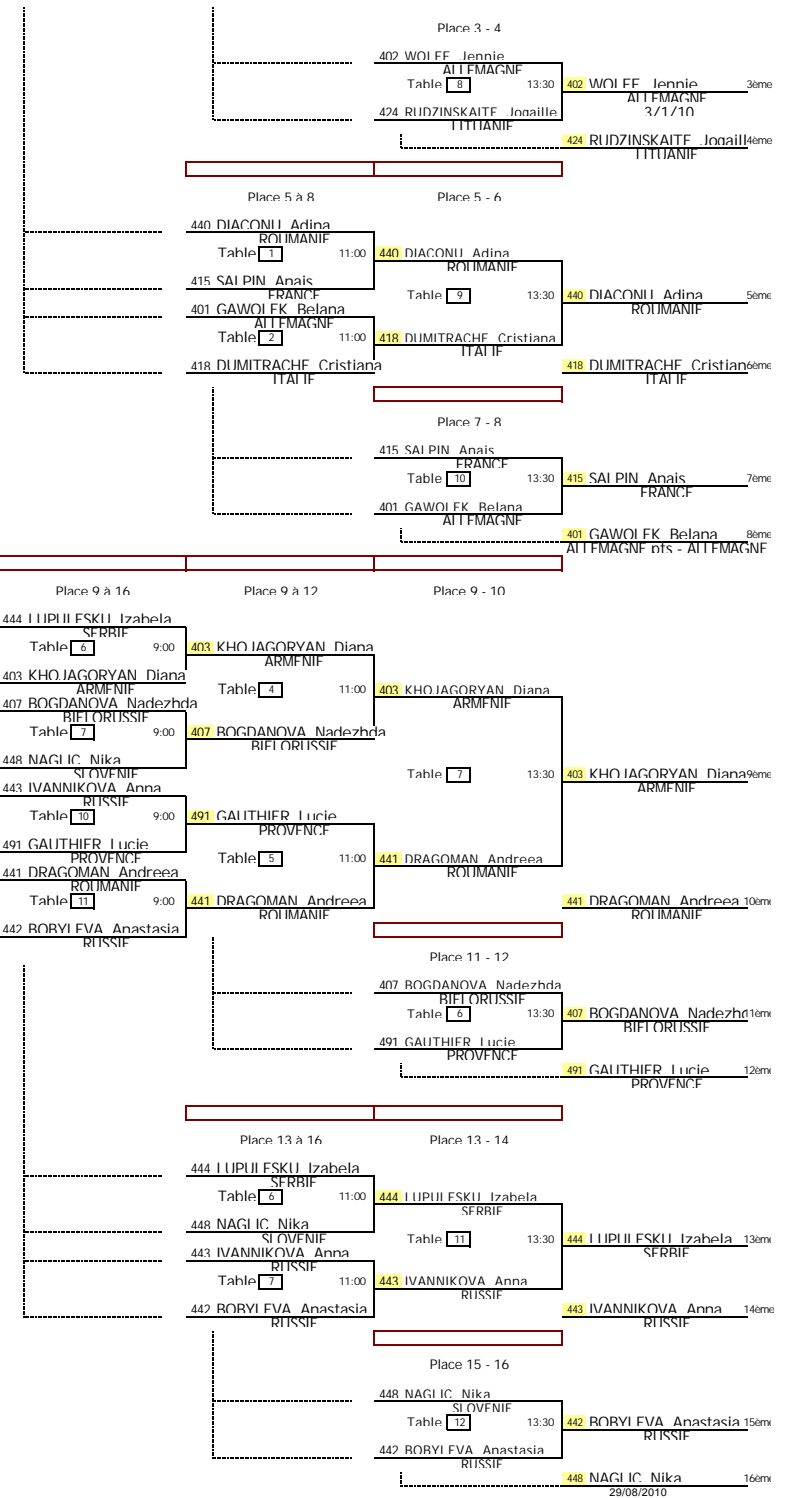 Place 3 - 4
402 WOLFF Jennie
ALLEMAGNE
Table 8 13:30 402 WOLFF Jennie 3ème
ALLEMAGNE
424 RUDZINSKAITE Jogaille 3/1/10
LITUANIE
424 RUDZINSKAITE Jogaill 4ème
LITUANIE
Place 5 à 8 Place 5 - 6
440 DIACONU Adina
ROUMANIE
Table 1 11:00 440 DIACONU Adina
ROUMANIE
415 SALPIN Anais
FRANCE Table 9 13:30 440 DIACONU Adina 5ème
401 GAWOLEK Belana ROUMANIE
ALLEMAGNE
Table 2 11:00 418 DUMITRACHE Cristiana
ITALIE
418 DUMITRACHE Cristiana 418 DUMITRACHE Cristian 6ème
ITALIE ITALIE
Place 7 - 8
415 SALPIN Anais
FRANCE
Table 10 13:30 415 SALPIN Anais 7ème
FRANCE
401 GAWOLEK Belana
ALLEMAGNE
401 GAWOLEK Belana 8ème
ALLEMAGNE pts - ALLEMAGNE
Place 9 à 16 Place 9 à 12 Place 9 - 10
444 LUPULESKU Izabela
SERBIE
Table 6 9:00 403 KHOJAGORYAN Diana
ARMENIE
403 KHOJAGORYAN Diana
ARMENIE Table 4 11:00 403 KHOJAGORYAN Diana
407 BOGDANOVA Nadezhda ARMENIE
BIELORUSSIE
Table 7 9:00 407 BOGDANOVA Nadezhda
BIELORUSSIE
448 NAGLIC Nika
SLOVENIE Table 7 13:30 403 KHOJAGORYAN Diana 9ème
443 IVANNIKOVA Anna ARMENIE
RUSSIE
Table 10 9:00 491 GAUTHIER Lucie
PROVENCE
491 GAUTHIER Lucie
PROVENCE Table 5 11:00 441 DRAGOMAN Andreea
441 DRAGOMAN Andreea ROUMANIE
ROUMANIE
Table 11 9:00 441 DRAGOMAN Andreea 441 DRAGOMAN Andreea 10ème
ROUMANIE ROUMANIE
442 BOBYLEVA Anastasia
RUSSIE
Place 11 - 12
407 BOGDANOVA Nadezhda
BIELORUSSIE
Table 6 13:30 407 BOGDANOVA Nadezhd 11ème
BIELORUSSIE
491 GAUTHIER Lucie
PROVENCE
491 GAUTHIER Lucie 12ème
PROVENCE
Place 13 à 16 Place 13 - 14
444 LUPULESKU Izabela
SERBIE
Table 6 11:00 444 LUPULESKU Izabela
SERBIE
448 NAGLIC Nika
SLOVENIE Table 11 13:30 444 LUPULESKU Izabela 13ème
443 IVANNIKOVA Anna SERBIE
RUSSIE
Table 7 11:00 443 IVANNIKOVA Anna
RUSSIE
442 BOBYLEVA Anastasia 443 IVANNIKOVA Anna 14ème
RUSSIE RUSSIE
Place 15 - 16
448 NAGLIC Nika
SLOVENIE
Table 12 13:30 442 BOBYLEVA Anastasia 15ème
RUSSIE
442 BOBYLEVA Anastasia
RUSSIE
448 NAGLIC Nika 16ème
29/08/2010